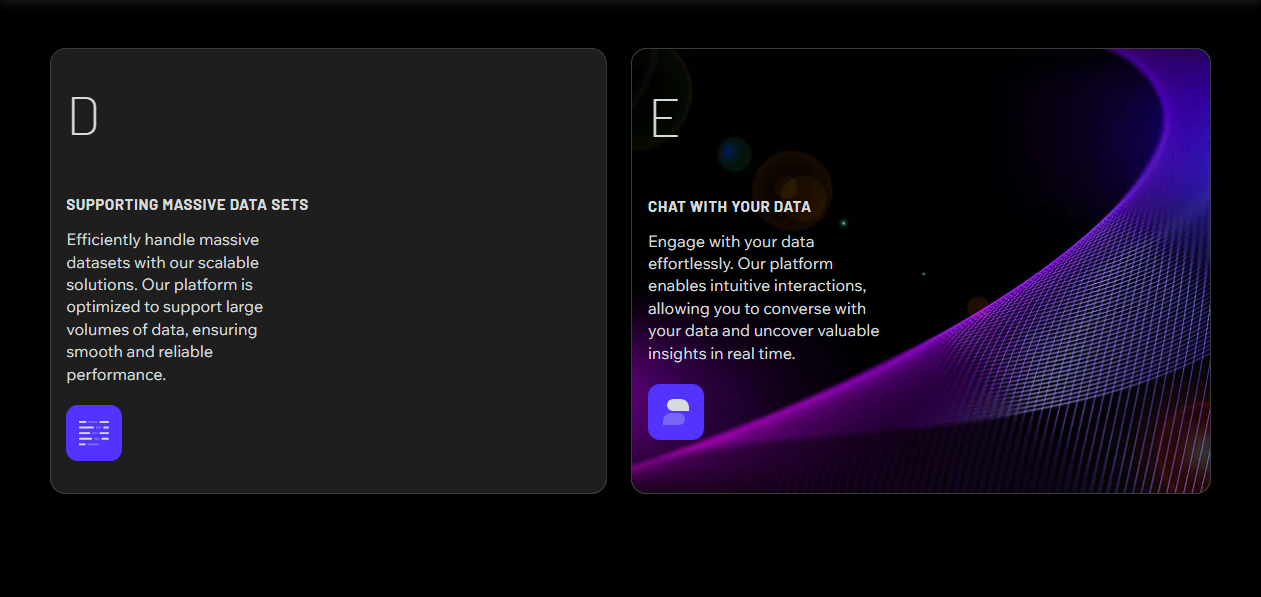 D
SUPPORTING MASSIVE DATA SETS
Efficiently handle massive
datasets with our scalable
solutions. Our platform is
optimized to support large
volumes of data, ensuring
smooth and reliable
performance.
E
CHAT WITH YOUR DATA
Engage with your data
effortlessly. Our platform
enables intuitive interactions,
allowing you to converse with
your data and uncover valuable
insights in real time.